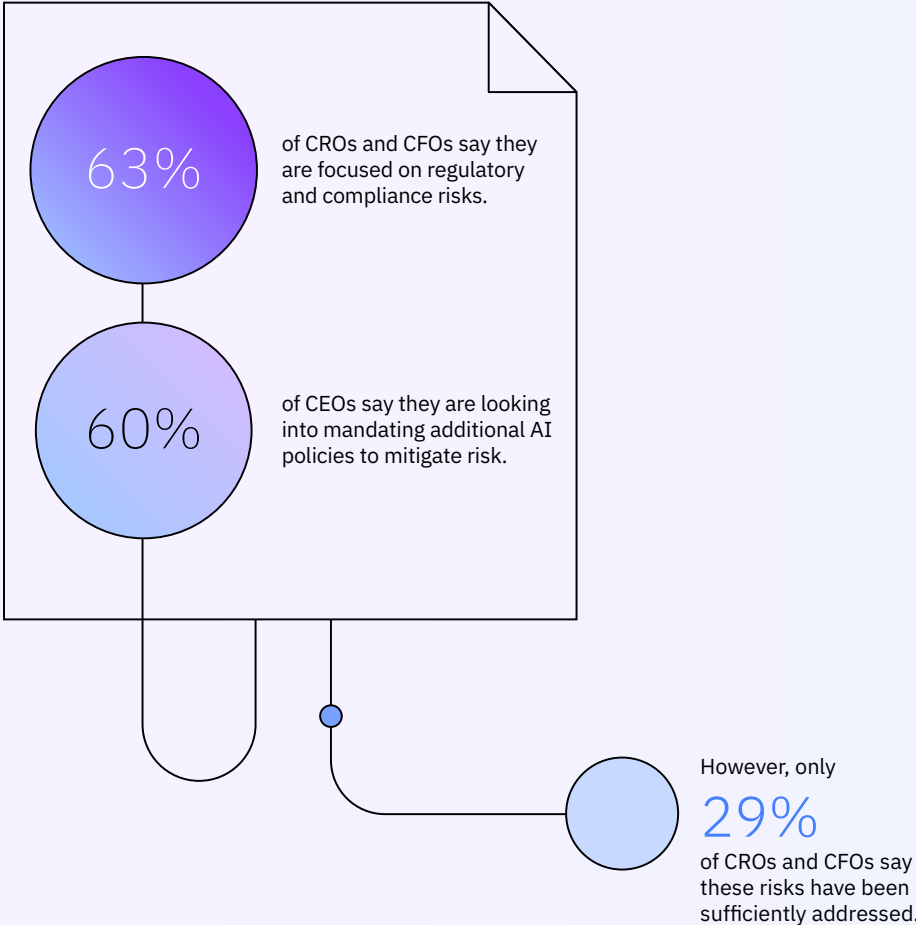 63%
of CROs and CFOs say they
are focused on regulatory
and compliance risks.
60%
of CEOs say they are looking
into mandating additional AI
policies to mitigate risk.
However, only
29%
of CROs and CFOs say
these risks have been
sufficiently addressed.